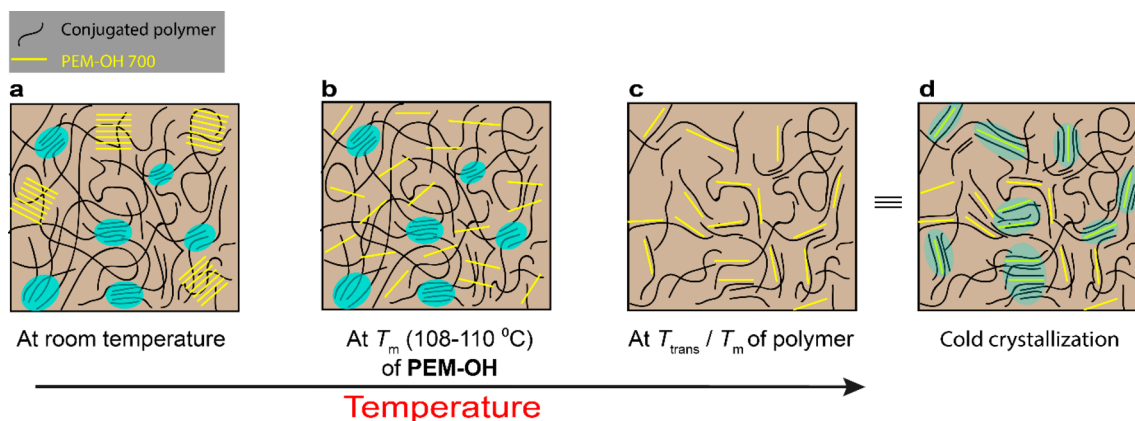 Conjugated polymer
PEM-OH 700
a
b
c
d
At room temperature
At Tm (108-110 ⁰C)
of PEM-OH
At Ttrans / Tm of polymer
Cold crystallization
Temperature